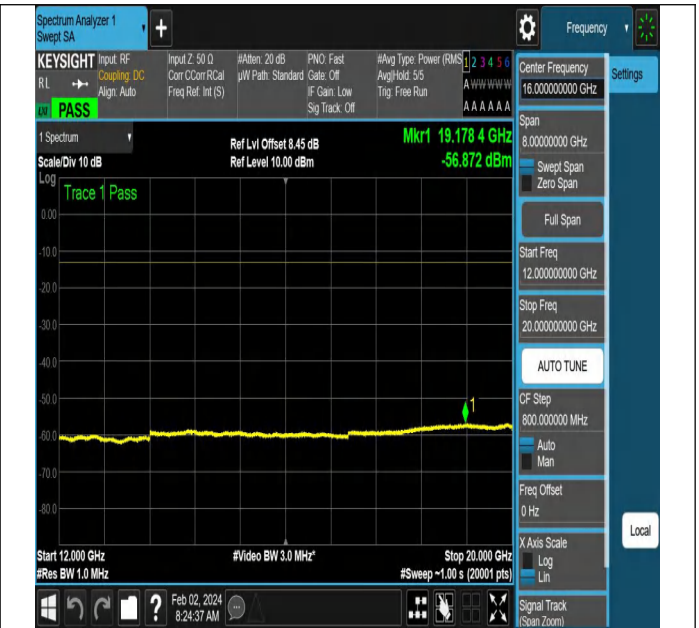 Spectrum Analyzer 1
Swept SA
Frequency
KEYSIGHT
RL
PASS
Input: RF
Coupling: DC
Align: Auto
Input Z: 50 Ω
Corr CCorr RCal
Freq Ref: Int (S)
#Atten: 20 dB
µW Path: Standard
PNO: Fast
Gate: Off
IF Gain: Low
Sig Track: Off
#Avg Type: Power (RMS
Avg|Hold: 5/5
Trig: Free Run
1 2 3 4 5 6
A W W W W W
A A A A A A
1 Spectrum
Scale/Div 10 dB
Ref Lvl Offset 8.45 dB
Ref Level 10.00 dBm
Mkr1 19.178 4 GHz
-56.872 dBm
Log
Trace 1 Pass
0.00
-10.0
-20.0
-30.0
-40.0
-50.0
-60.0
-70.0
-80.0
1
Start 12.000 GHz
#Res BW 1.0 MHz
#Video BW 3.0 MHz*
Stop 20.000 GHz
#Sweep ~1.00 s (20001 pts)
?
Feb 02, 2024
8:24:37 AM
Center Frequency
16.000000000 GHz
Span
8.00000000 GHz
Swept Span
Zero Span
Full Span
Start Freq
12.000000000 GHz
Stop Freq
20.000000000 GHz
AUTO TUNE
CF Step
800.000000 MHz
Auto
Man
Freq Offset
0 Hz
X Axis Scale
Log
Lin
Signal Track
(Span Zoom)
Settings
Local